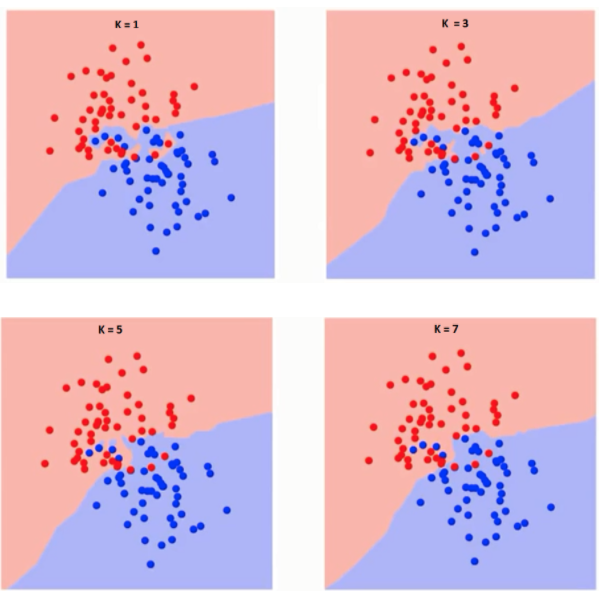 K = 1
K = 3
K = 5
K = 7